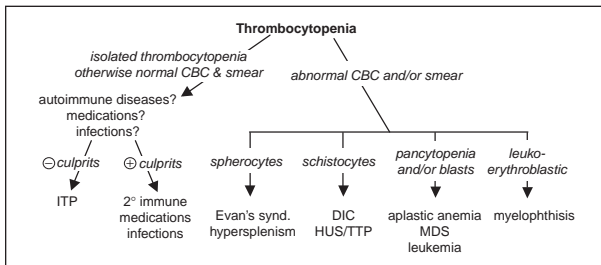 Thrombocytopenia
isolated thrombocytopenia
otherwise normal CBC & smear
abnormal CBC and/or smear
autoimmune diseases?
medications?
infections?
⊖ culprits
⊕ culprits
ITP
2° immune
medications
infections
spherocytes
Evan's synd.
hypersplenism
schistocytes
DIC
HUS/TTP
pancytopenia
and/or blasts
aplastic anemia
MDS
leukemia
leuko-
erythroblastic
myelophthisis